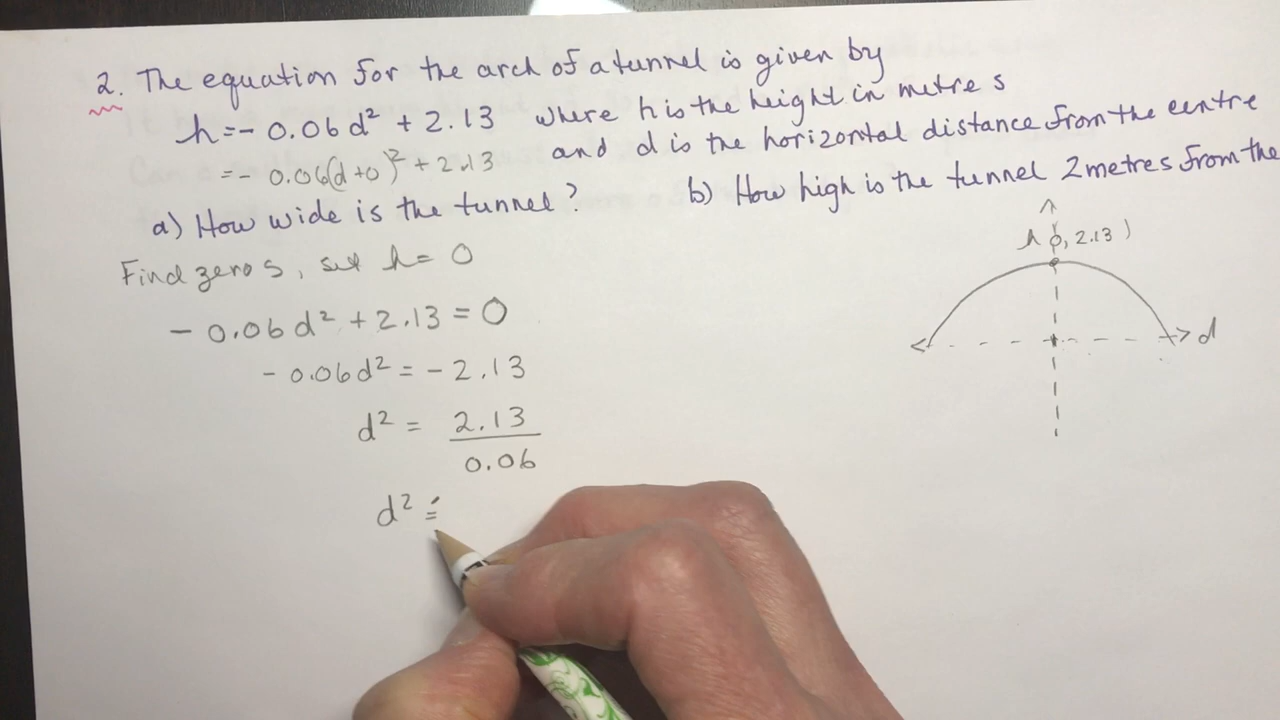 2. The equation for the arch of a tunnel is given by
h = - 0.06 d² + 2.13 where h is the height in metres
= - 0.06(d + 0)² + 2.13 and d is the horizontal distance from the centre
a) How wide is the tunnel? b) How high is the tunnel 2 metres from the
Find zeros, set h = 0
- 0.06 d² + 2.13 = 0
- 0.06 d² = - 2.13
d² = 2.13
0.06
d² ≐
h (0, 2.13)
d